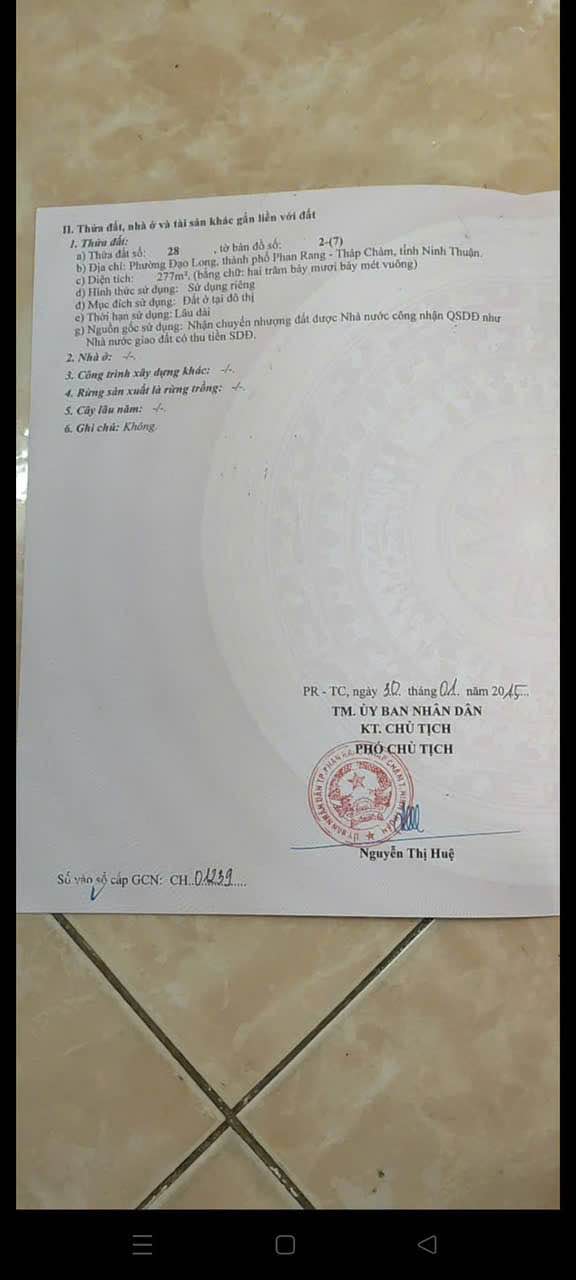 II. Thửa đất, nhà ở và tài sản khác gắn liền với đất
1. Thửa đất:
a) Thửa đất số: 28 , tờ bản đồ số: 2-(7)
b) Địa chỉ: Phường Đạo Long, thành phố Phan Rang - Tháp Chàm, tỉnh Ninh Thuận.
c) Diện tích: 277m², (bằng chữ: hai trăm bảy mươi bảy mét vuông)
d) Hình thức sử dụng: Sử dụng riêng
đ) Mục đích sử dụng: Đất ở tại đô thị
e) Thời hạn sử dụng: Lâu dài
g) Nguồn gốc sử dụng: Nhận chuyển nhượng đất được Nhà nước công nhận QSDĐ như
Nhà nước giao đất có thu tiền SDĐ.
2. Nhà ở: -/-.
3. Công trình xây dựng khác: -/-.
4. Rừng sản xuất là rừng trồng: -/-.
5. Cây lâu năm: -/-.
6. Ghi chú: Không.
PR - TC, ngày 30 tháng 01. năm 2015...
TM. ỦY BAN NHÂN DÂN
KT. CHỦ TỊCH
PHÓ CHỦ TỊCH
ỦY BAN NHÂN DÂN TP. PHAN
Nguyễn Thị Huệ
Số vào sổ cấp GCN: CH..01239.....